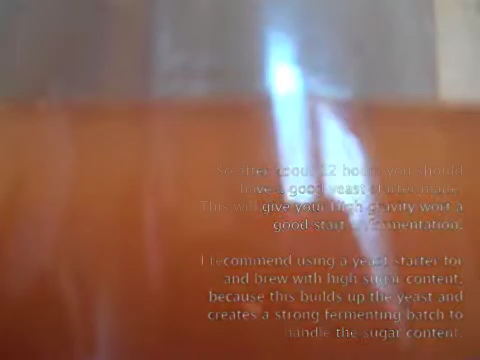 So after about 12 hours you should
have a good yeast starter made.
This will give your high gravity wort a
good start fermentation.
I recommend using a yeast starter for
and brew with high sugar content,
because this builds up the yeast and
creates a strong fermenting batch to
handle the sugar content.